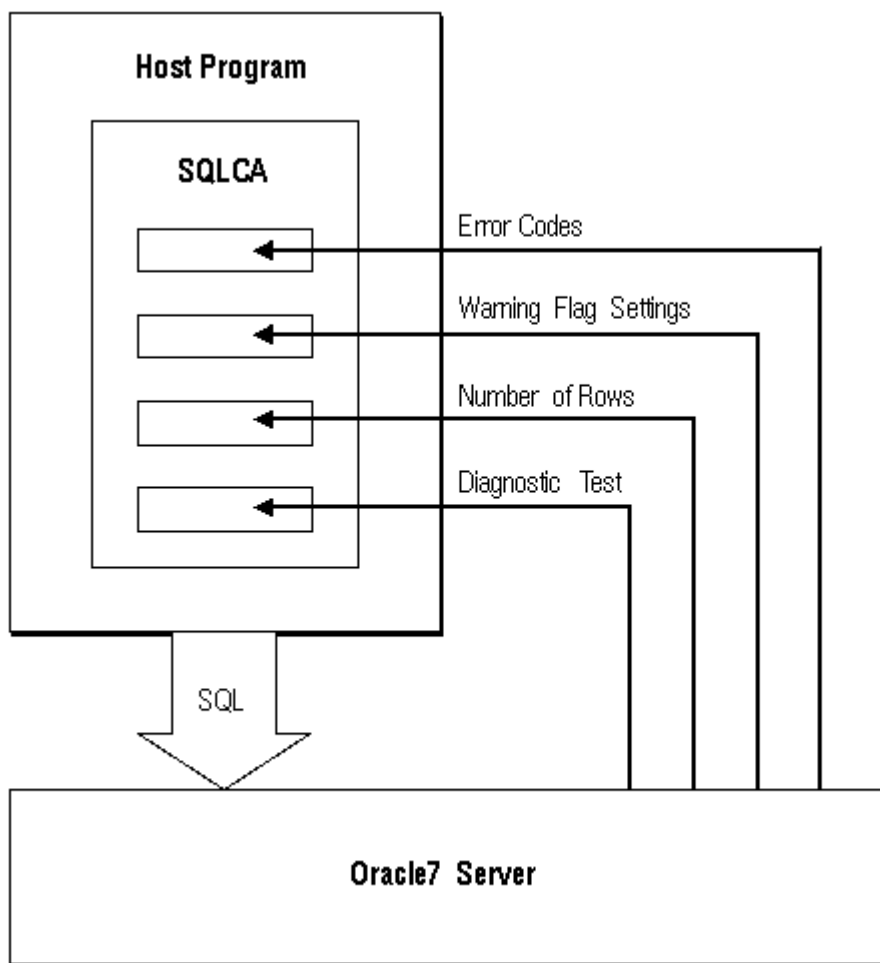 Host Program
SQLCA
Error Codes
Warning Flag Settings
Number of Rows
Diagnostic Test
SQL
Oracle7 Server